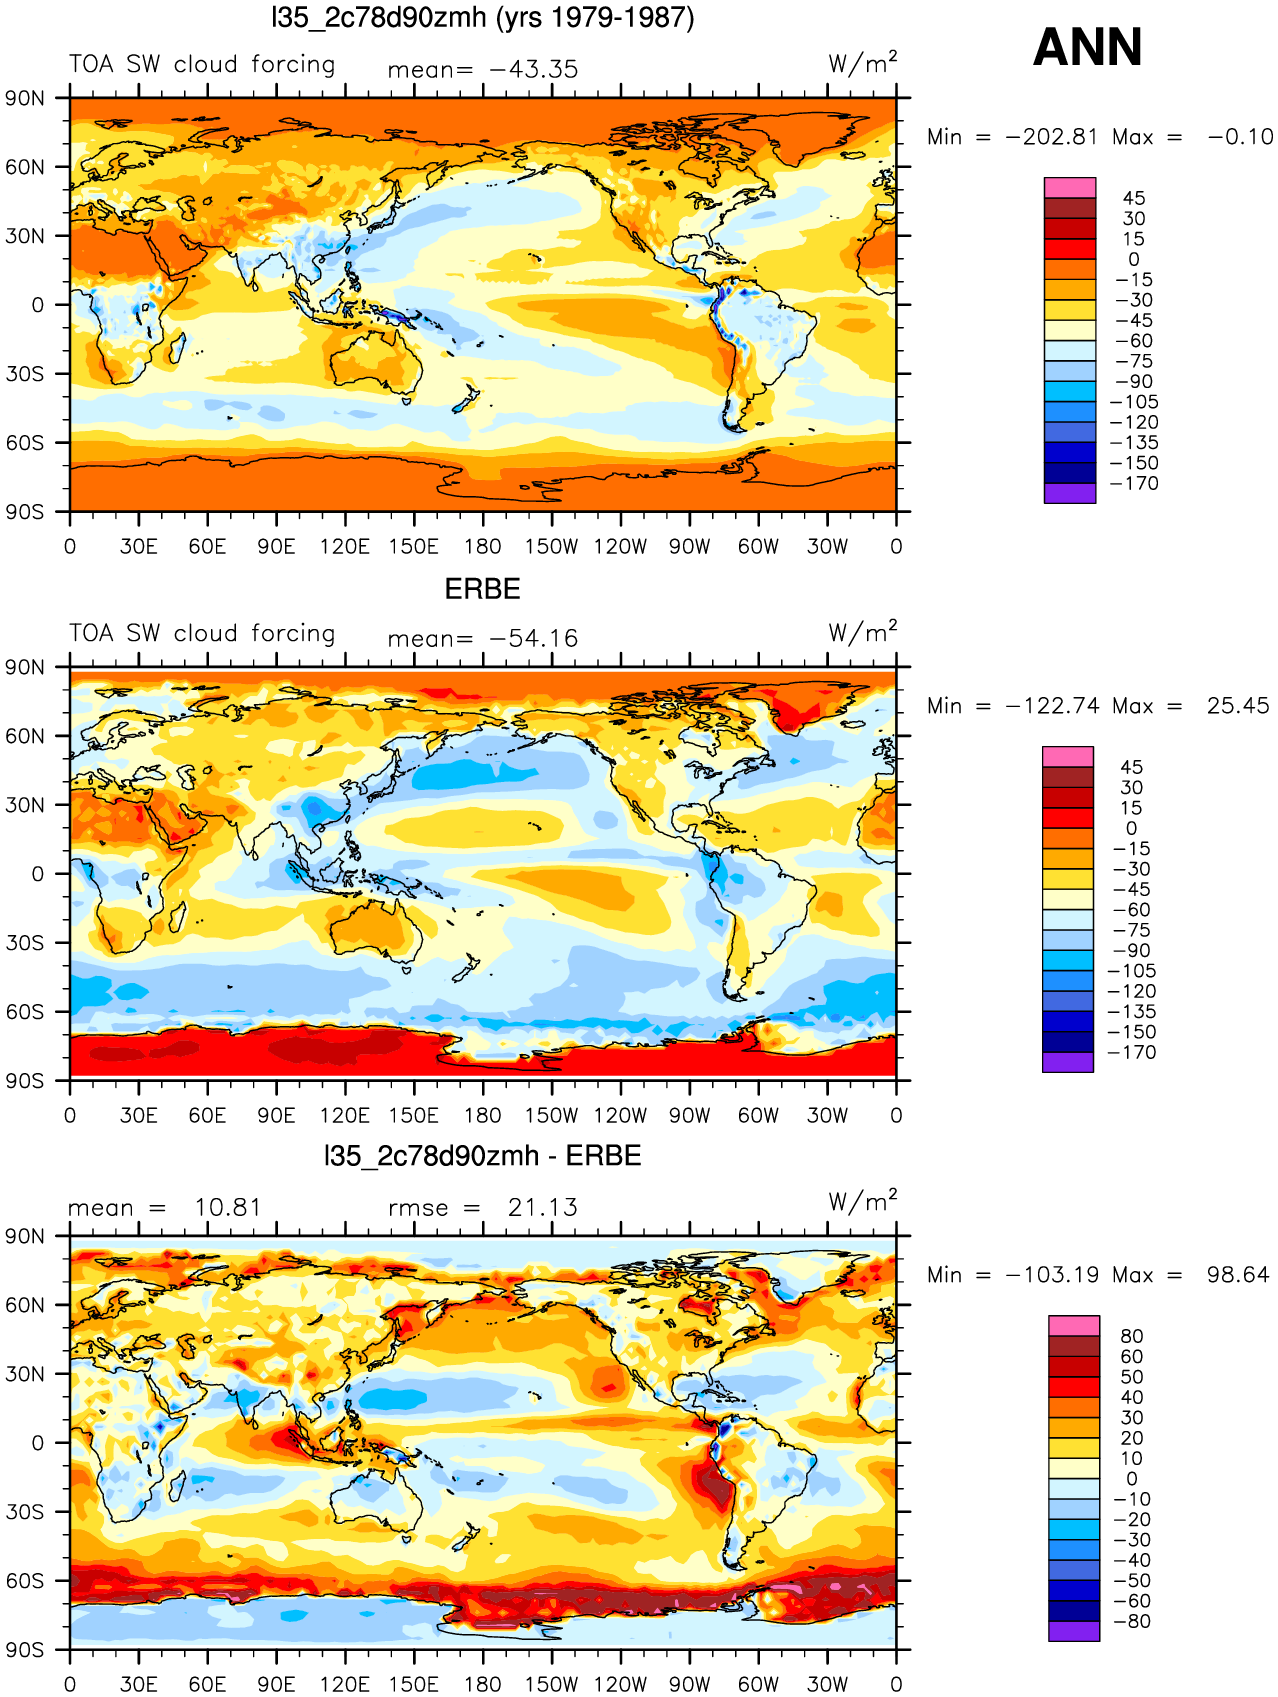 l35_2c78d90zmh (yrs 1979-1987)
ANN
TOA SW cloud forcing mean= −43.35 W/m²
Min = −202.81 Max = −0.10
90N
60N
30N
0
30S
60S
90S
0 30E 60E 90E 120E 150E 180 150W 120W 90W 60W 30W 0
45
30
15
0
−15
−30
−45
−60
−75
−90
−105
−120
−135
−150
−170
ERBE
TOA SW cloud forcing mean= −54.16 W/m²
Min = −122.74 Max = 25.45
90N
60N
30N
0
30S
60S
90S
0 30E 60E 90E 120E 150E 180 150W 120W 90W 60W 30W 0
45
30
15
0
−15
−30
−45
−60
−75
−90
−105
−120
−135
−150
−170
l35_2c78d90zmh - ERBE
mean = 10.81 rmse = 21.13 W/m²
Min = −103.19 Max = 98.64
90N
60N
30N
0
30S
60S
90S
0 30E 60E 90E 120E 150E 180 150W 120W 90W 60W 30W 0
80
60
50
40
30
20
10
0
−10
−20
−30
−40
−50
−60
−80